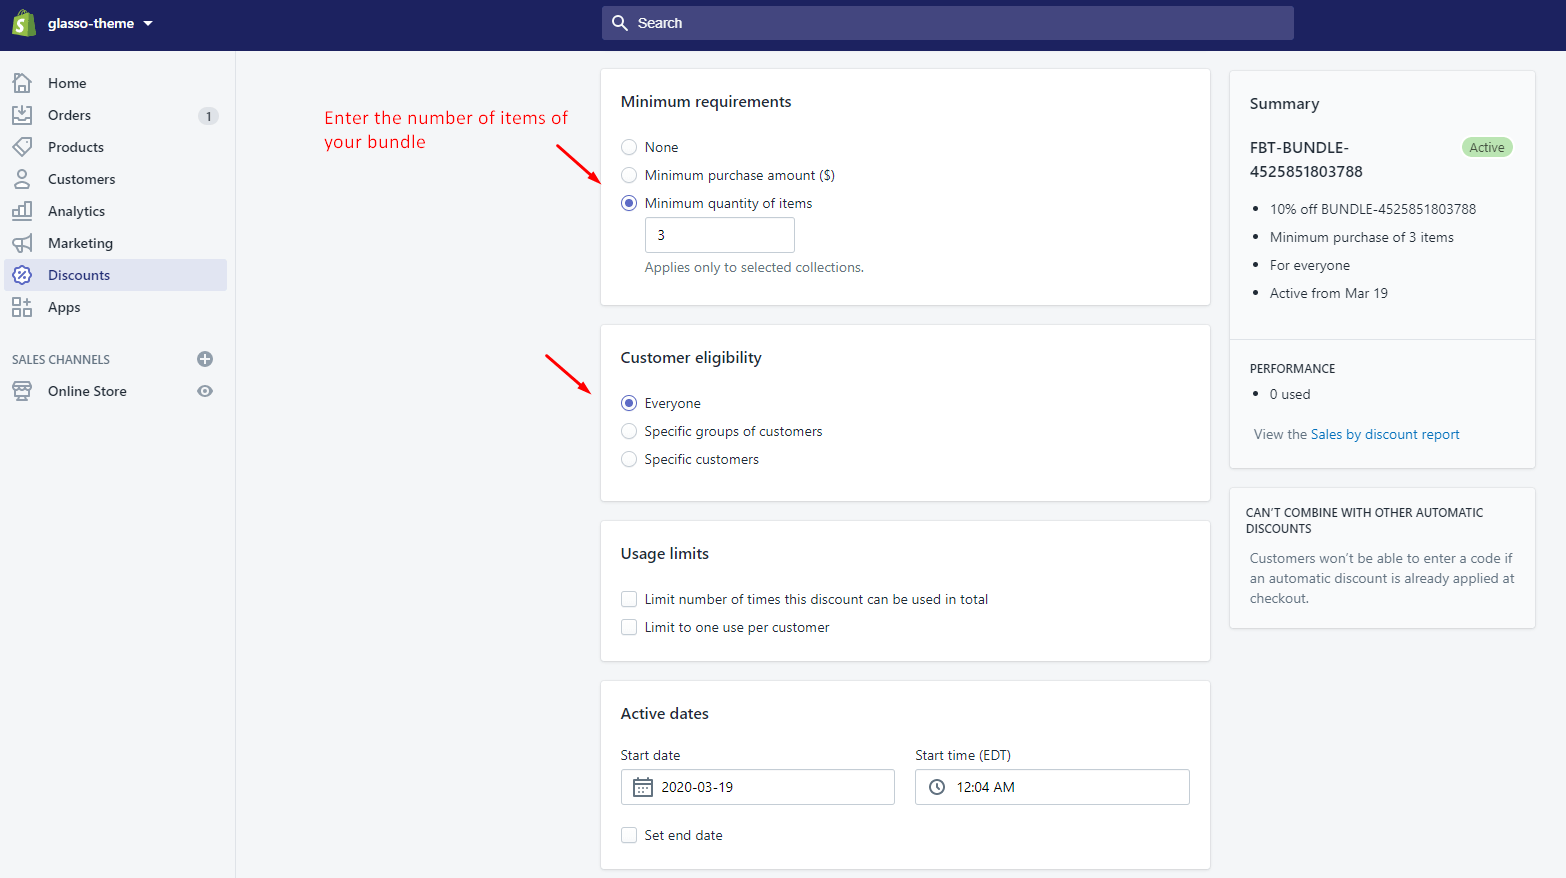 glasso-theme
Search
Home
Orders
1
Products
Customers
Analytics
Marketing
Discounts
Apps
SALES CHANNELS
Online Store
Enter the number of items of
your bundle
Minimum requirements
None
Minimum purchase amount ($)
Minimum quantity of items
3
Applies only to selected collections.
Customer eligibility
Everyone
Specific groups of customers
Specific customers
Usage limits
Limit number of times this discount can be used in total
Limit to one use per customer
Active dates
Start date
Start time (EDT)
2020-03-19
12:04 AM
Set end date
Summary
FBT-BUNDLE-
4525851803788
Active
• 10% off BUNDLE-4525851803788
• Minimum purchase of 3 items
• For everyone
• Active from Mar 19
PERFORMANCE
• 0 used
View the Sales by discount report
CAN'T COMBINE WITH OTHER AUTOMATIC
DISCOUNTS
Customers won't be able to enter a code if
an automatic discount is already applied at
checkout.